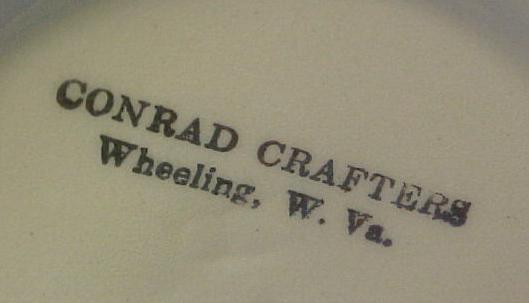 CONRAD CRAFTERS
Wheeling, W. Va.